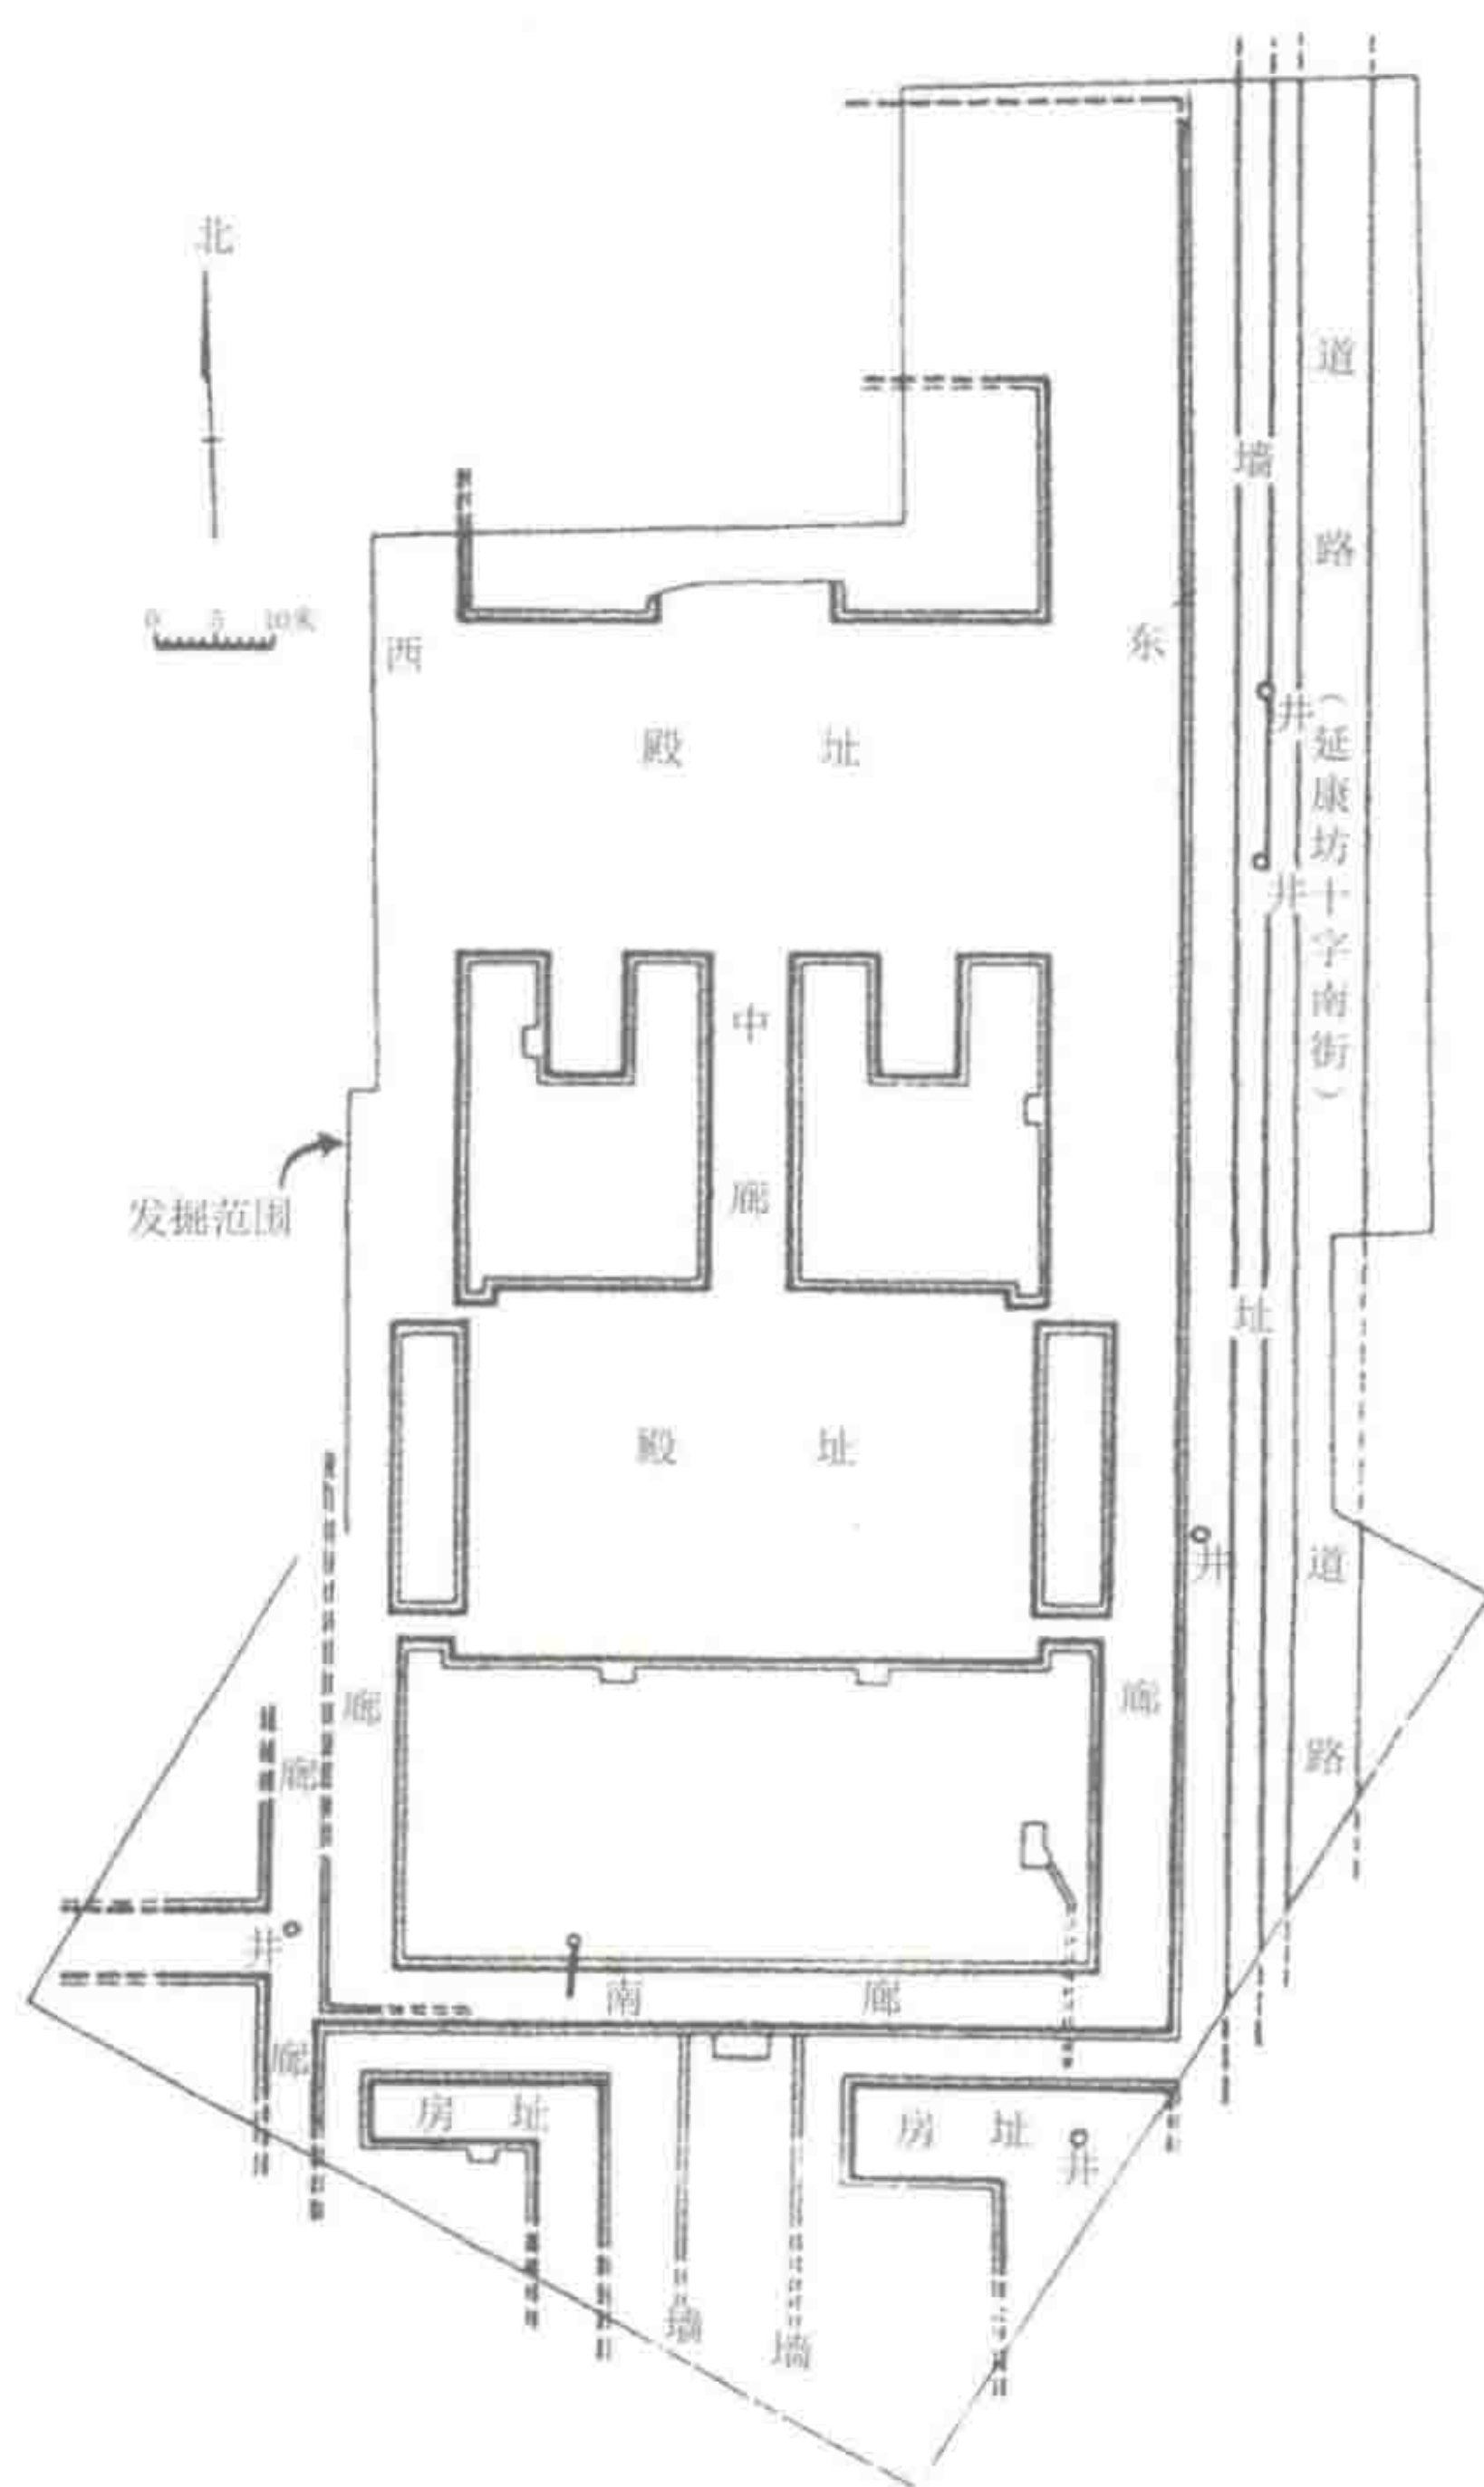 北
0 5 10米
道
路
（延康坊十字南街）
墙
址
西
东
井
井
殿 址
中
廊
发掘范围
殿 址
井
道
路
廊
廊
廊
井
廊
南 廊
房 址
房 址
井
墙
墙